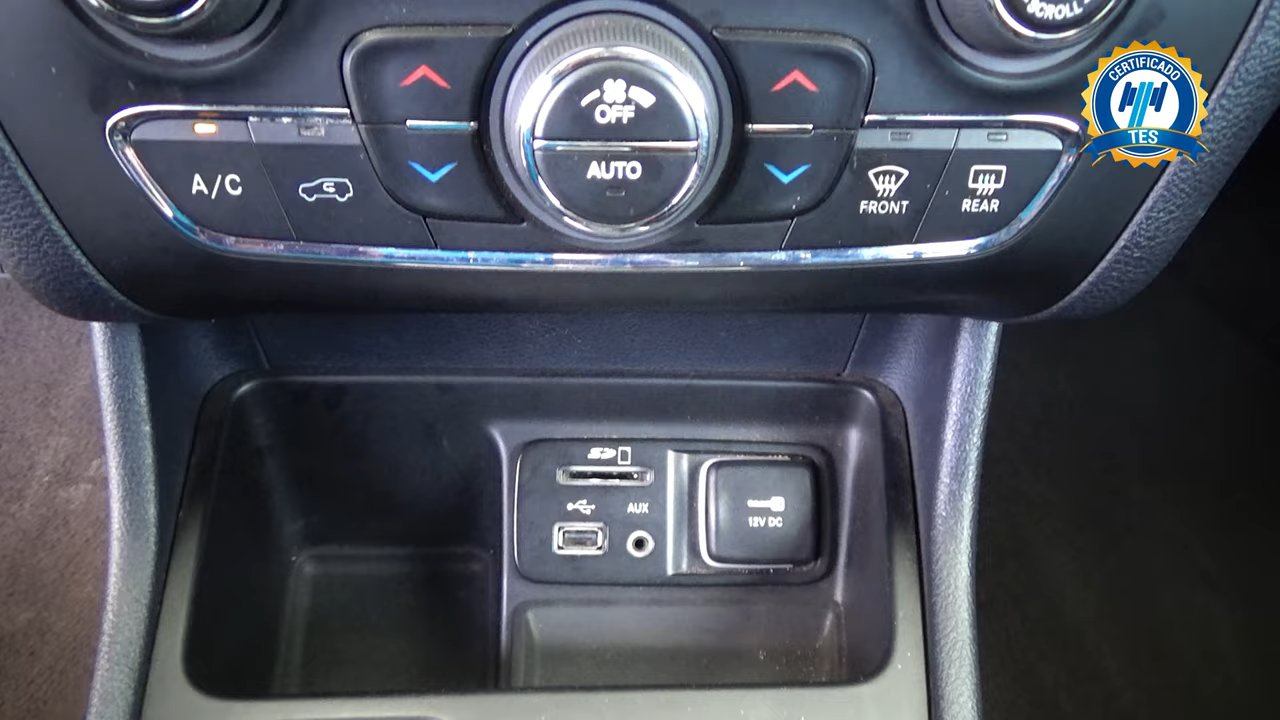 SCROLL
CERTIFICADO
TES
OFF
AUTO
A/C
FRONT
REAR
SD
AUX
12V DC